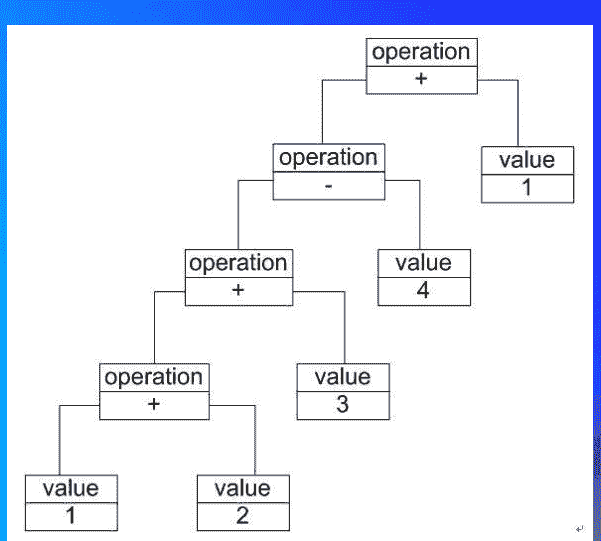 operation
+
operation
-
value
1
operation
+
value
4
operation
+
value
3
value
1
value
2